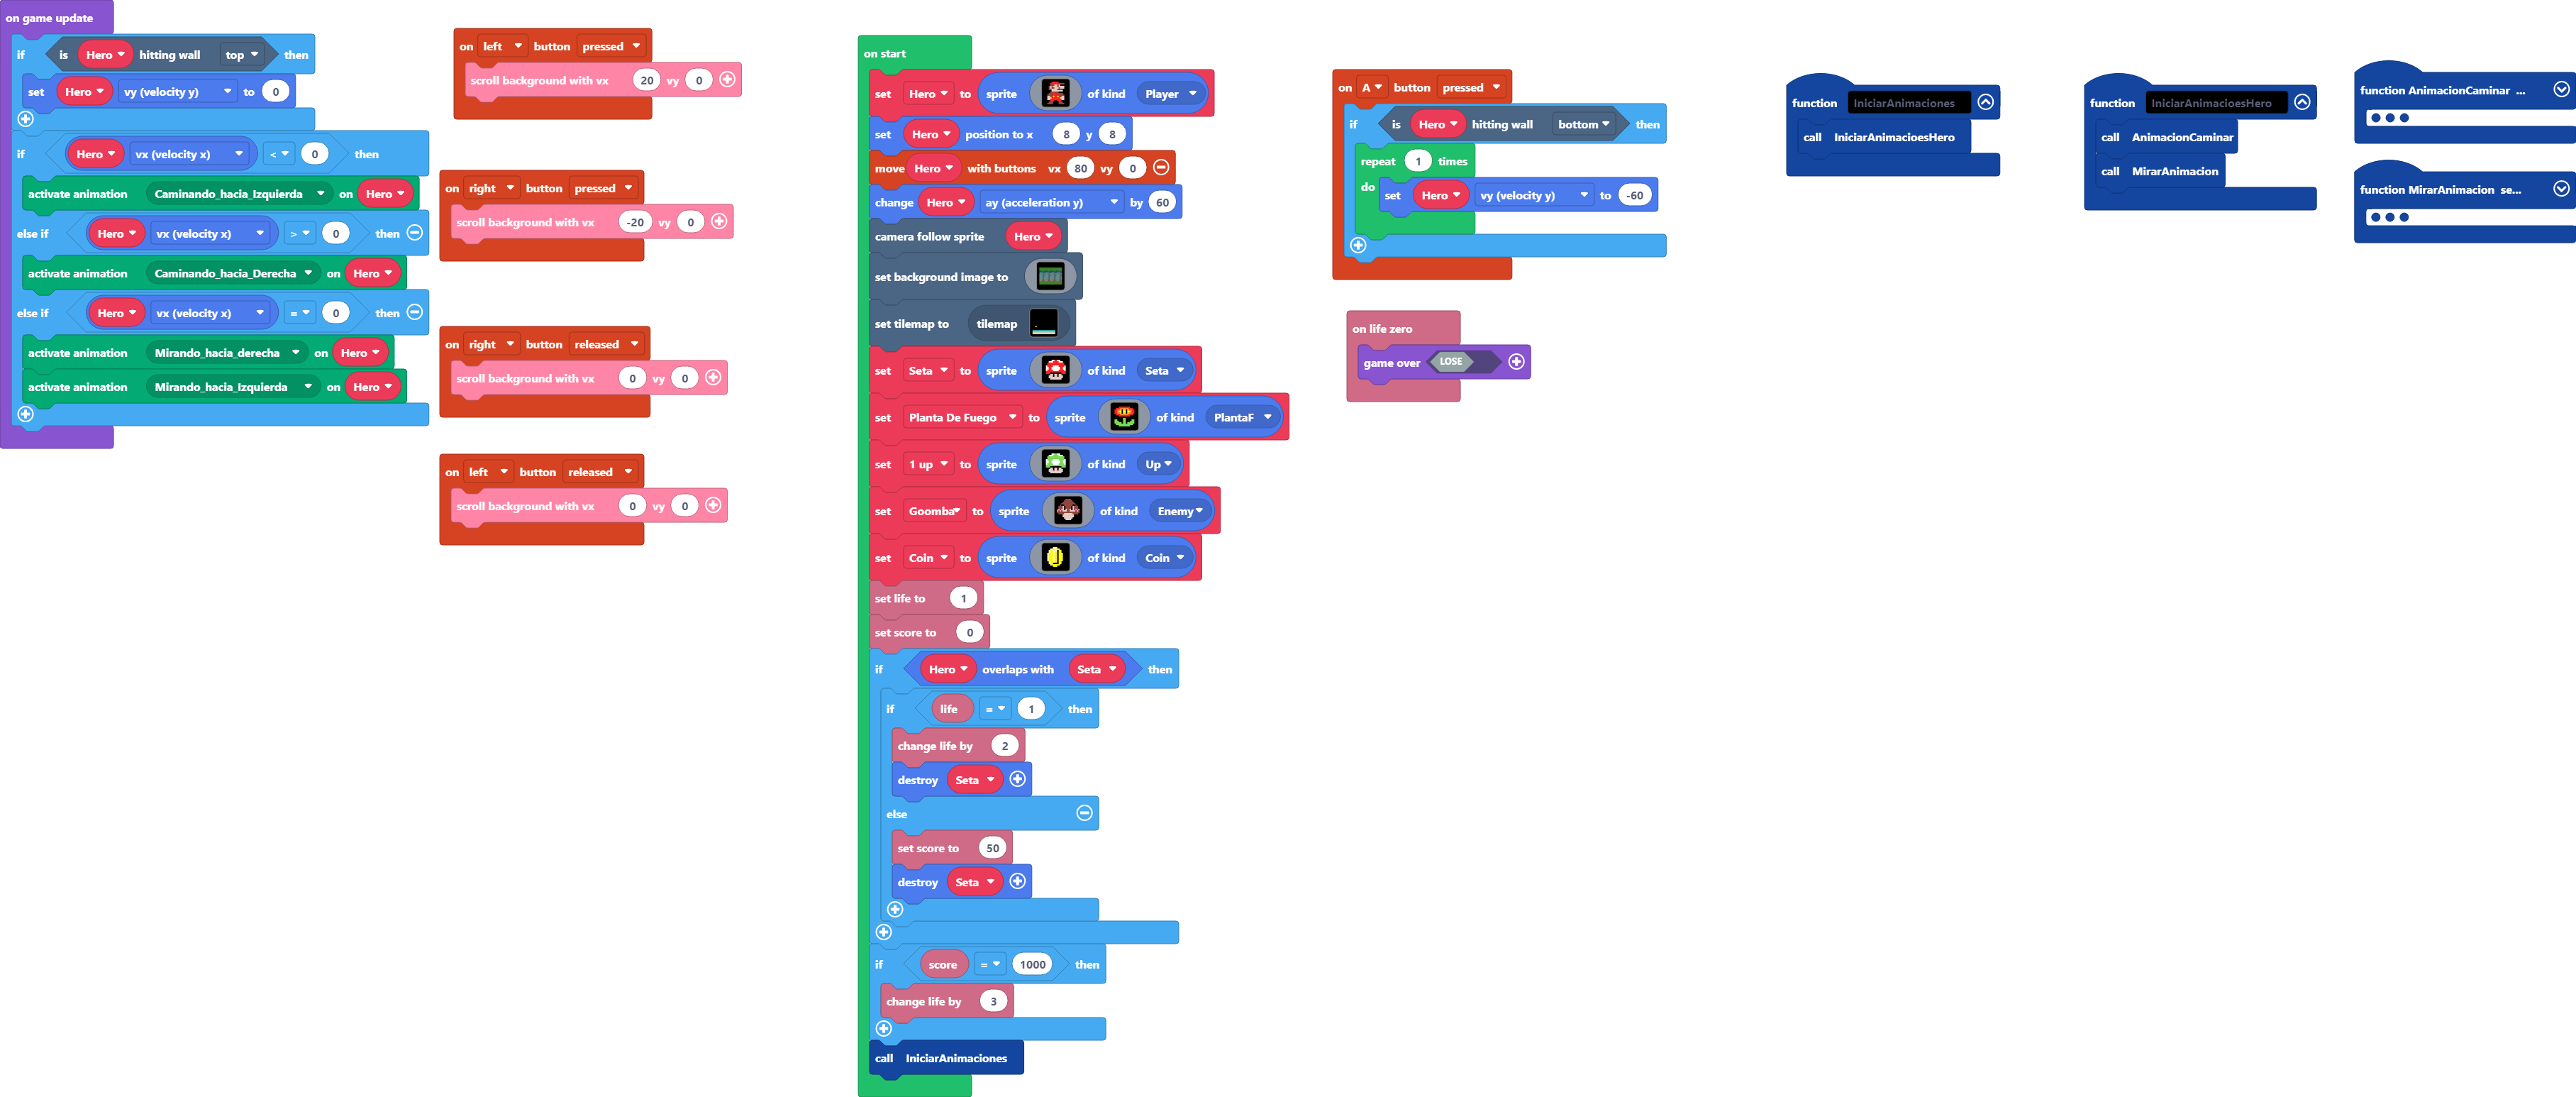 on game update
if is Hero hitting wall top then
set Hero vy (velocity y) to 0
if Hero vx (velocity x) < 0 then
activate animation Caminando_hacia_Izquierda on Hero
else if Hero vx (velocity x) > 0 then
activate animation Caminando_hacia_Derecha on Hero
else if Hero vx (velocity x) = 0 then
activate animation Mirando_hacia_derecha on Hero
activate animation Mirando_hacia_Izquierda on Hero
on left button pressed
scroll background with vx 20 vy 0
on right button pressed
scroll background with vx -20 vy 0
on right button released
scroll background with vx 0 vy 0
on left button released
scroll background with vx 0 vy 0
on start
set Hero to sprite of kind Player
set Hero position to x 8 y 8
move Hero with buttons vx 80 vy 0
change Hero ay (acceleration y) by 60
camera follow sprite Hero
set background image to
set tilemap to tilemap
set Seta to sprite of kind Seta
set Planta De Fuego to sprite of kind PlantaF
set 1 up to sprite of kind Up
set Goomba to sprite of kind Enemy
set Coin to sprite of kind Coin
set life to 1
set score to 0
if Hero overlaps with Seta then
if life = 1 then
change life by 2
destroy Seta
else
set score to 50
destroy Seta
if score = 1000 then
change life by 3
call IniciarAnimaciones
on A button pressed
if is Hero hitting wall bottom then
repeat 1 times
do set Hero vy (velocity y) to -60
on life zero
game over LOSE
function IniciarAnimaciones
call IniciarAnimacioesHero
function IniciarAnimacioesHero
call AnimacionCaminar
call MirarAnimacion
function AnimacionCaminar ...
function MirarAnimacion se...